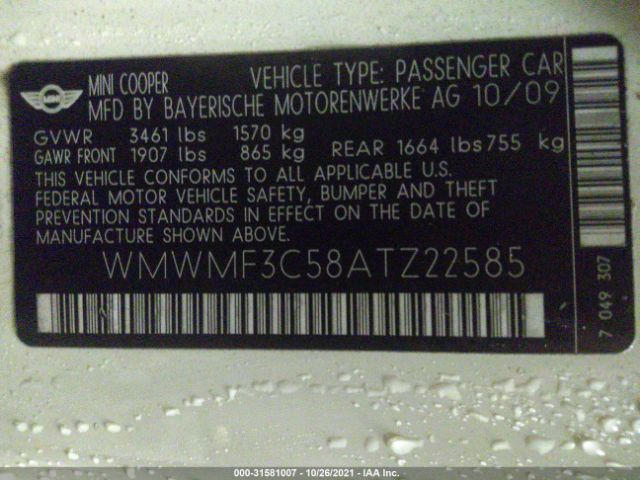 MINI
MINI COOPER VEHICLE TYPE: PASSENGER CAR
MFD BY BAYERISCHE MOTORENWERKE AG 10/09
GVWR 3461 lbs 1570 kg
GAWR FRONT 1907 lbs 865 kg REAR 1664 lbs 755 kg
THIS VEHICLE CONFORMS TO ALL APPLICABLE U.S.
FEDERAL MOTOR VEHICLE SAFETY, BUMPER AND THEFT
PREVENTION STANDARDS IN EFFECT ON THE DATE OF
MANUFACTURE SHOWN ABOVE.
WMWMF3C58ATZ22585
7 049 307
000-31581007 - 10/26/2021 - IAA Inc.